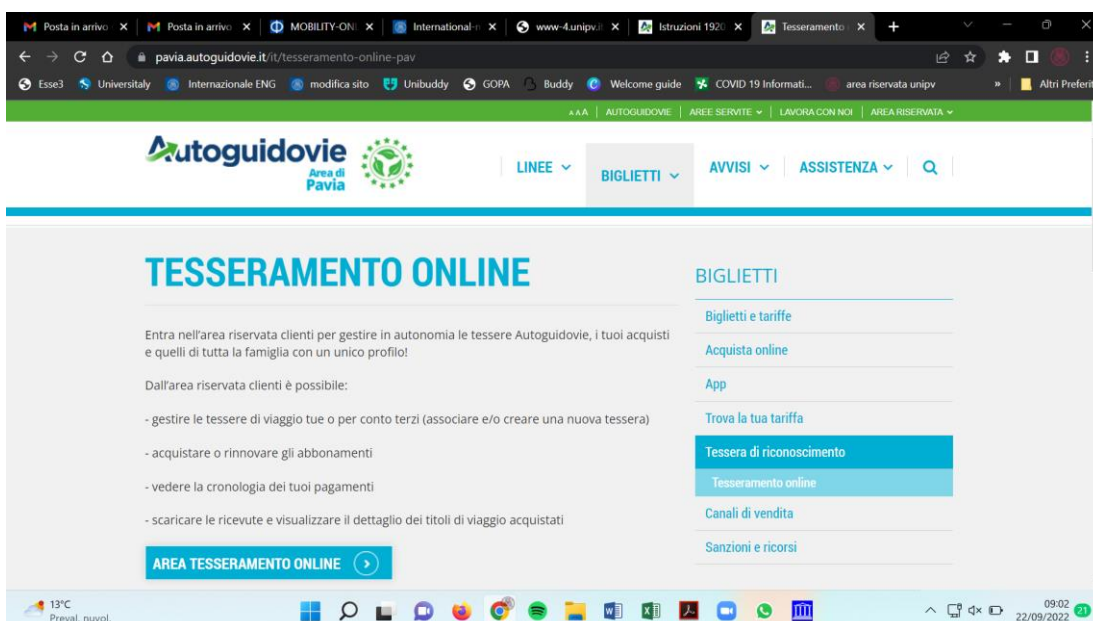 Posta in arrivo
Posta in arrivo
MOBILITY-ONL
International-m
www-4.unipv.it
Istruzioni 1920
Tesseramento
pavia.autoguidovie.it/it/tesseramento-online-pav
Esse3
Universitaly
Internazionale ENG
modifica sito
Unibuddy
GOPA
Buddy
Welcome guide
COVID 19 Informati...
area riservata unipv
»
Altri Preferit
A A A
AUTOGUIDOVIE
AREE SERVITE
LAVORA CON NOI
AREA RISERVATA
Autoguidovie
Area di
Pavia
LINEE
BIGLIETTI
AVVISI
ASSISTENZA
TESSERAMENTO ONLINE
Entra nell'area riservata clienti per gestire in autonomia le tessere Autoguidovie, i tuoi acquisti
e quelli di tutta la famiglia con un unico profilo!
Dall'area riservata clienti è possibile:
- gestire le tessere di viaggio tue o per conto terzi (associare e/o creare una nuova tessera)
- acquistare o rinnovare gli abbonamenti
- vedere la cronologia dei tuoi pagamenti
- scaricare le ricevute e visualizzare il dettaglio dei titoli di viaggio acquistati
AREA TESSERAMENTO ONLINE
BIGLIETTI
Biglietti e tariffe
Acquista online
App
Trova la tua tariffa
Tessera di riconoscimento
Tesseramento online
Canali di vendita
Sanzioni e ricorsi
13°C
Preval. nuvol.
09:02
22/09/2022
21